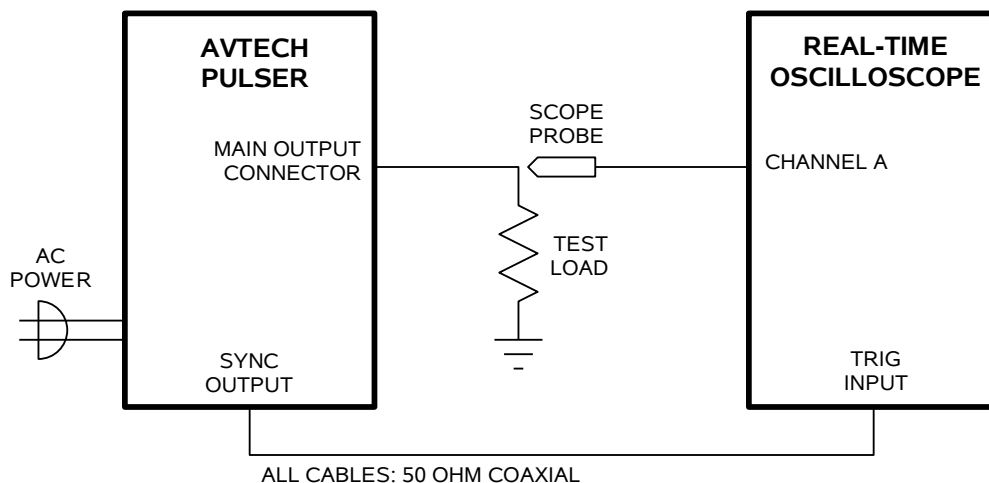 AVTECH
PULSER
MAIN OUTPUT
CONNECTOR
AC
POWER
SYNC
OUTPUT
SCOPE
PROBE
TEST
LOAD
REAL-TIME
OSCILLOSCOPE
CHANNEL A
TRIG
INPUT
ALL CABLES: 50 OHM COAXIAL